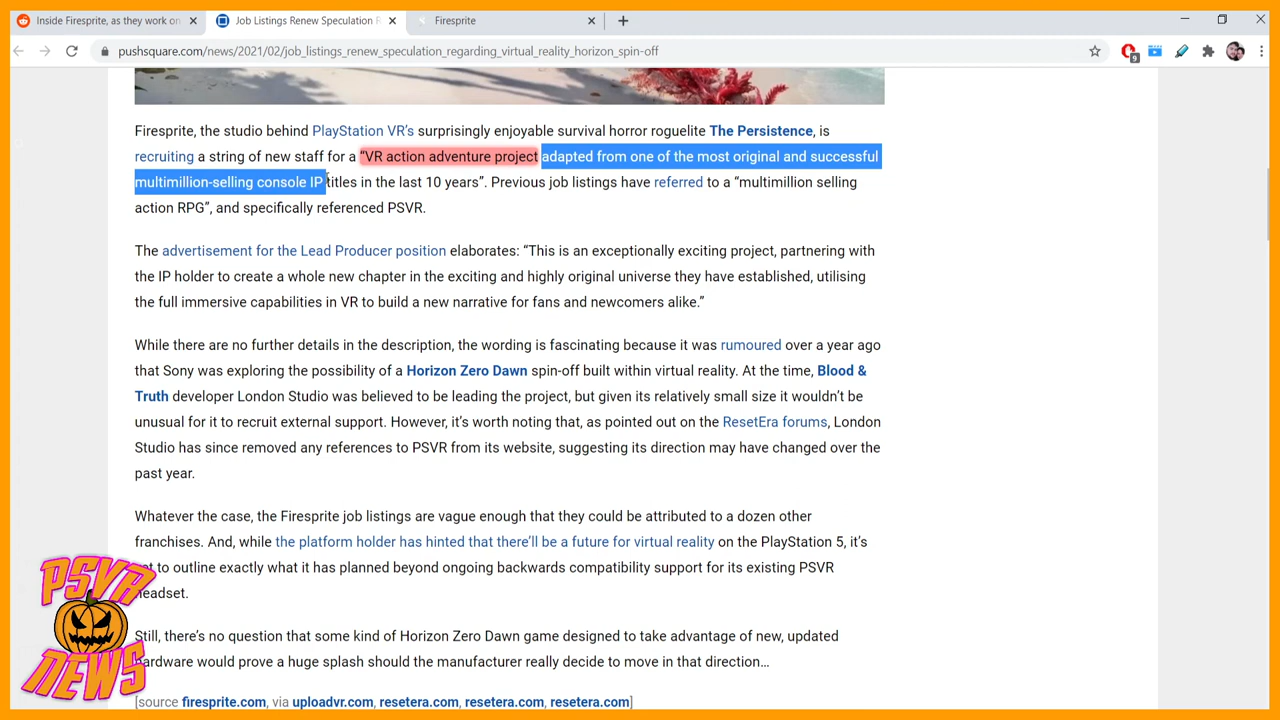 Inside Firesprite, as they work on
Job Listings Renew Speculation R
Firesprite
pushsquare.com/news/2021/02/job_listings_renew_speculation_regarding_virtual_reality_horizon_spin-off
9
Firesprite, the studio behind PlayStation VR's surprisingly enjoyable survival horror roguelite The Persistence, is
recruiting a string of new staff for a “VR action adventure project adapted from one of the most original and successful
multimillion-selling console IP titles in the last 10 years”. Previous job listings have referred to a “multimillion selling
action RPG”, and specifically referenced PSVR.
The advertisement for the Lead Producer position elaborates: “This is an exceptionally exciting project, partnering with
the IP holder to create a whole new chapter in the exciting and highly original universe they have established, utilising
the full immersive capabilities in VR to build a new narrative for fans and newcomers alike.”
While there are no further details in the description, the wording is fascinating because it was rumoured over a year ago
that Sony was exploring the possibility of a Horizon Zero Dawn spin-off built within virtual reality. At the time, Blood &
Truth developer London Studio was believed to be leading the project, but given its relatively small size it wouldn't be
unusual for it to recruit external support. However, it's worth noting that, as pointed out on the ResetEra forums, London
Studio has since removed any references to PSVR from its website, suggesting its direction may have changed over the
past year.
Whatever the case, the Firesprite job listings are vague enough that they could be attributed to a dozen other
franchises. And, while the platform holder has hinted that there'll be a future for virtual reality on the PlayStation 5, it's
to outline exactly what it has planned beyond ongoing backwards compatibility support for its existing PSVR
headset.
Still, there's no question that some kind of Horizon Zero Dawn game designed to take advantage of new, updated
hardware would prove a huge splash should the manufacturer really decide to move in that direction…
[source firesprite.com, via uploadvr.com, resetera.com, resetera.com, resetera.com]
PSVR
NEWS